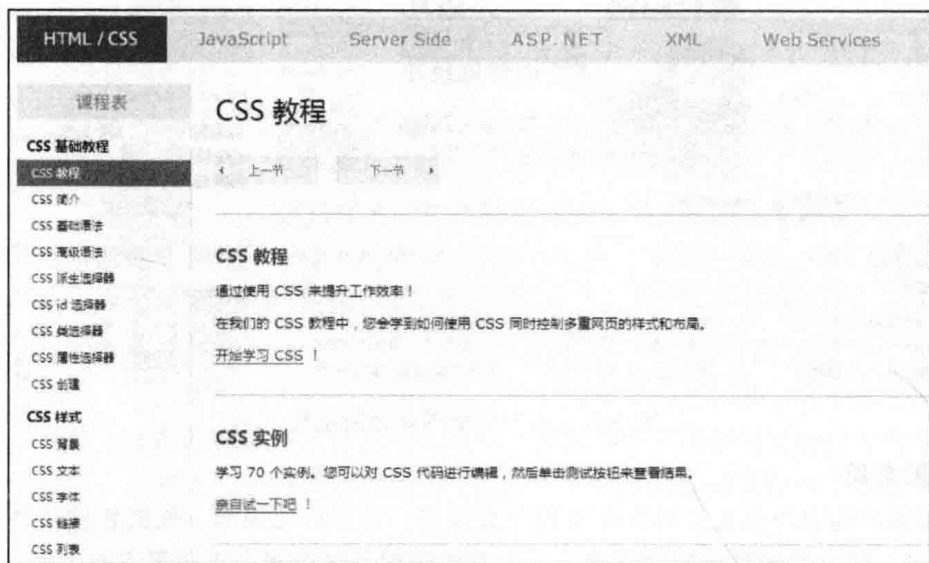 HTML / CSS JavaScript Server Side ASP.NET XML Web Services
课程表
CSS 基础教程
CSS 教程
CSS 简介
CSS 基础语法
CSS 高级语法
CSS 派生选择器
CSS id 选择器
CSS 类选择器
CSS 属性选择器
CSS 创建
CSS 样式
CSS 背景
CSS 文本
CSS 字体
CSS 链接
CSS 列表
CSS 教程
上一节 下一节
CSS 教程
通过使用 CSS 来提升工作效率！
在我们的 CSS 教程中，您会学到如何使用 CSS 同时控制多重网页的样式和布局。
开始学习 CSS ！
CSS 实例
学习 70 个实例。您可以对 CSS 代码进行编辑，然后单击测试按钮来查看结果。
亲自试一下吧 ！